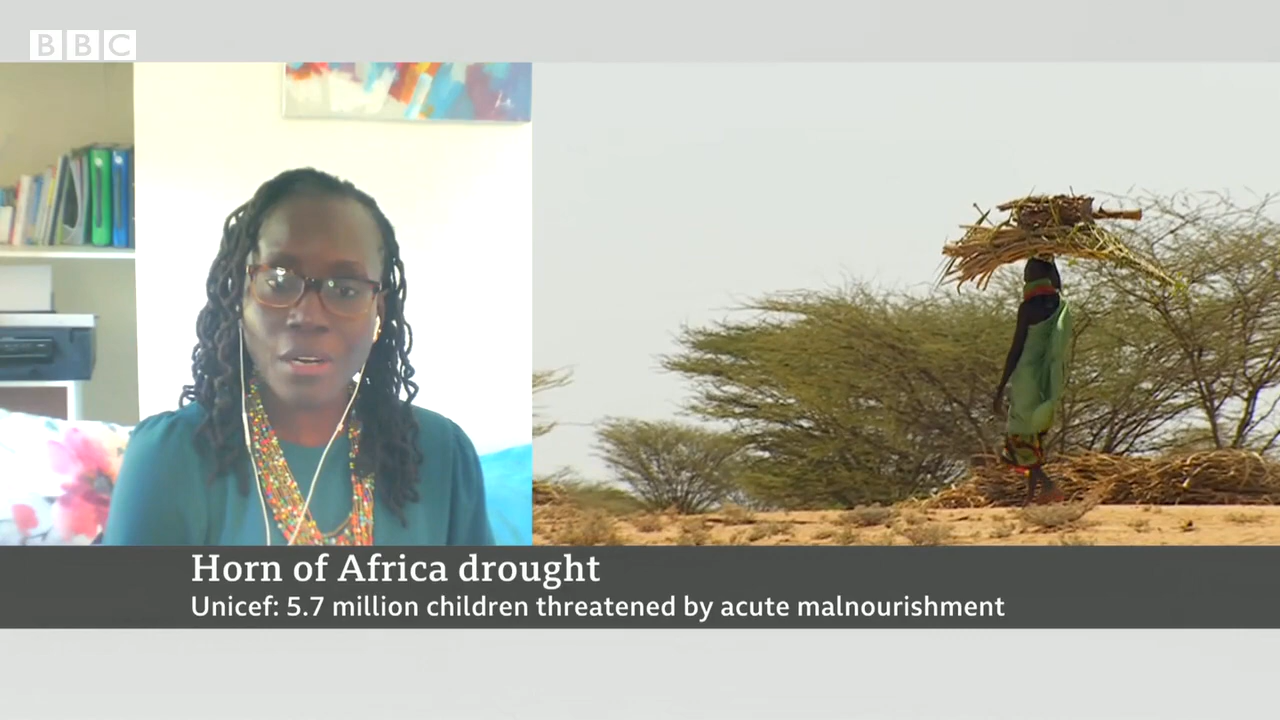 BBC
Horn of Africa drought
Unicef: 5.7 million children threatened by acute malnourishment